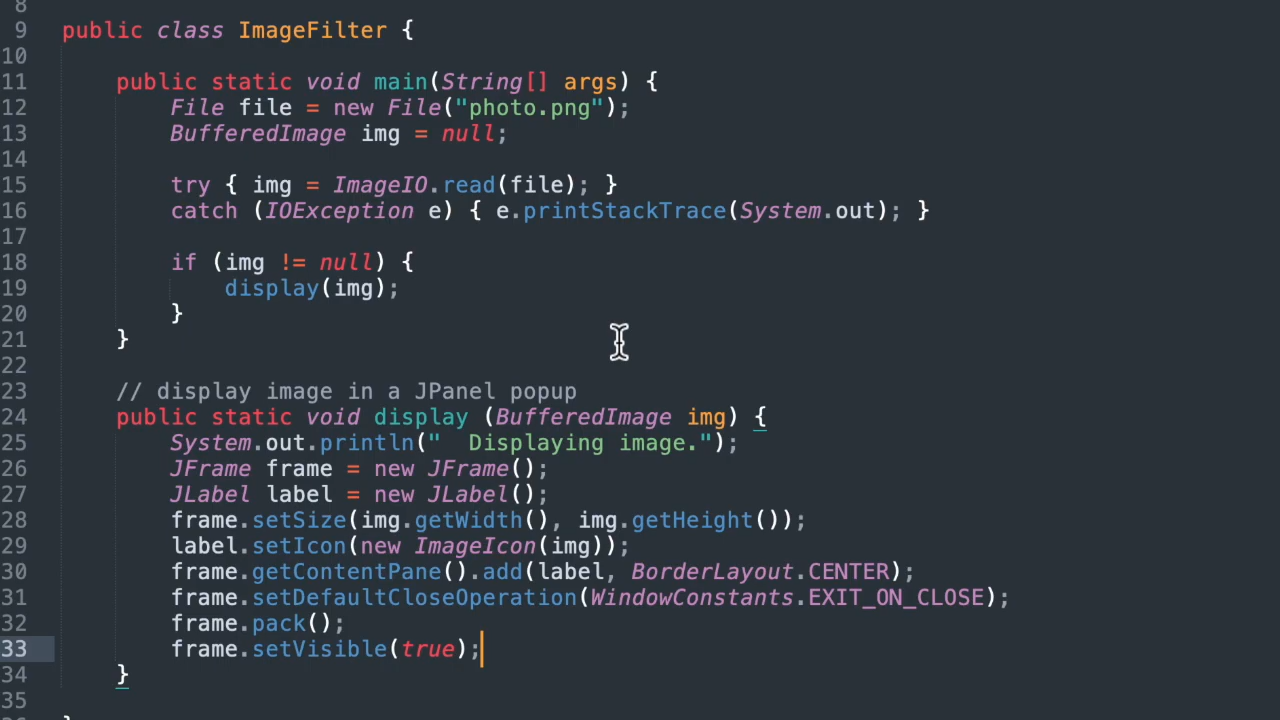 8
9 public class ImageFilter {
10
11     public static void main(String[] args) {
12         File file = new File("photo.png");
13         BufferedImage img = null;
14
15         try { img = ImageIO.read(file); }
16         catch (IOException e) { e.printStackTrace(System.out); }
17
18         if (img != null) {
19             display(img);
20         }
21     }
22
23     // display image in a JPanel popup
24     public static void display (BufferedImage img) {
25         System.out.println("  Displaying image.");
26         JFrame frame = new JFrame();
27         JLabel label = new JLabel();
28         frame.setSize(img.getWidth(), img.getHeight());
29         label.setIcon(new ImageIcon(img));
30         frame.getContentPane().add(label, BorderLayout.CENTER);
31         frame.setDefaultCloseOperation(WindowConstants.EXIT_ON_CLOSE);
32         frame.pack();
33         frame.setVisible(true);
34     }
35